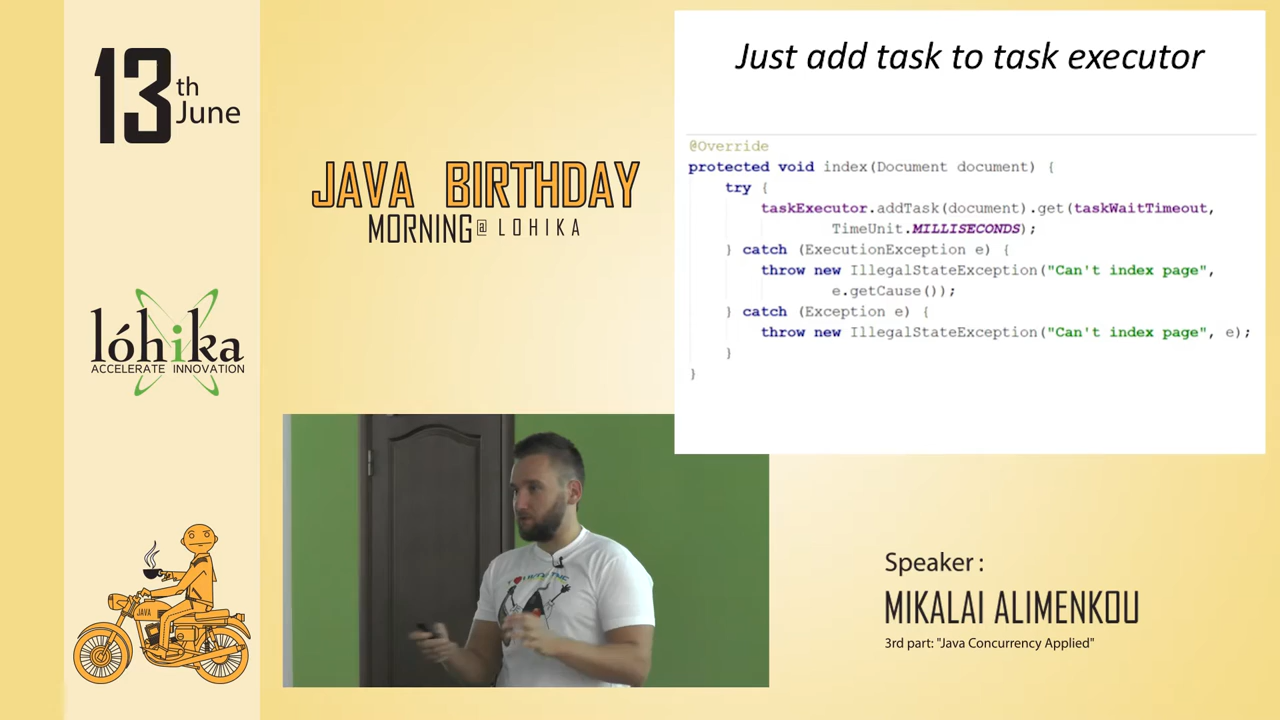 13
th
June
JAVA BIRTHDAY
MORNING @ LOHIKA
lóhika
ACCELERATE INNOVATION
JAVA
Just add task to task executor
@Override
protected void index(Document document) {
try {
taskExecutor.addTask(document).get(taskWaitTimeout,
TimeUnit.MILLISECONDS);
} catch (ExecutionException e) {
throw new IllegalStateException("Can't index page",
e.getCause());
} catch (Exception e) {
throw new IllegalStateException("Can't index page", e);
}
}
Speaker :
MIKALAI ALIMENKOU
3rd part: "Java Concurrency Applied"